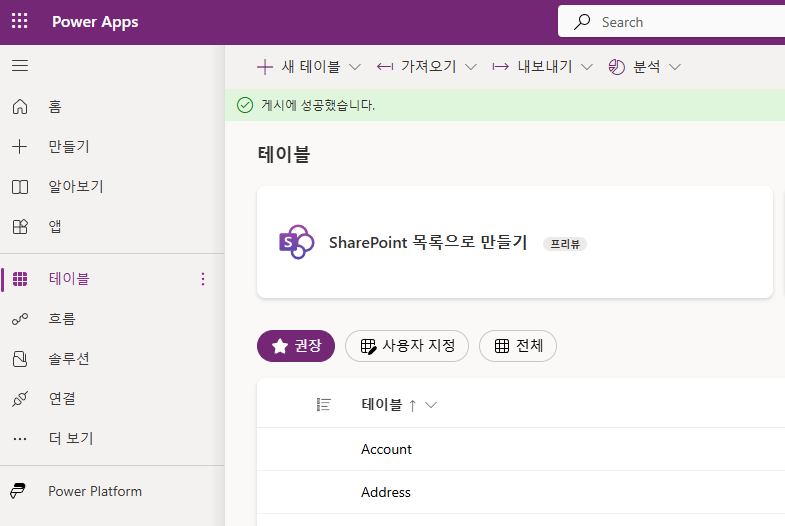 Power Apps
Search
새 테이블 가져오기 내보내기 분석
홈
만들기
알아보기
앱
테이블
흐름
솔루션
연결
더 보기
Power Platform
게시에 성공했습니다.
테이블
S SharePoint 목록으로 만들기 프리뷰
권장 사용자 지정 전체
테이블 ↑
Account
Address